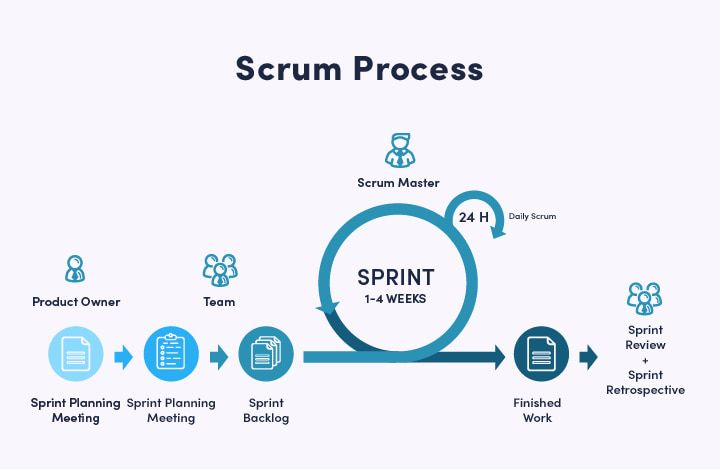 Scrum Process
Scrum Master
24 H
Daily Scrum
SPRINT
1-4 WEEKS
Product Owner
Team
Sprint Planning
Meeting
Sprint Planning
Meeting
Sprint
Backlog
Finished
Work
Sprint
Review
+
Sprint
Retrospective